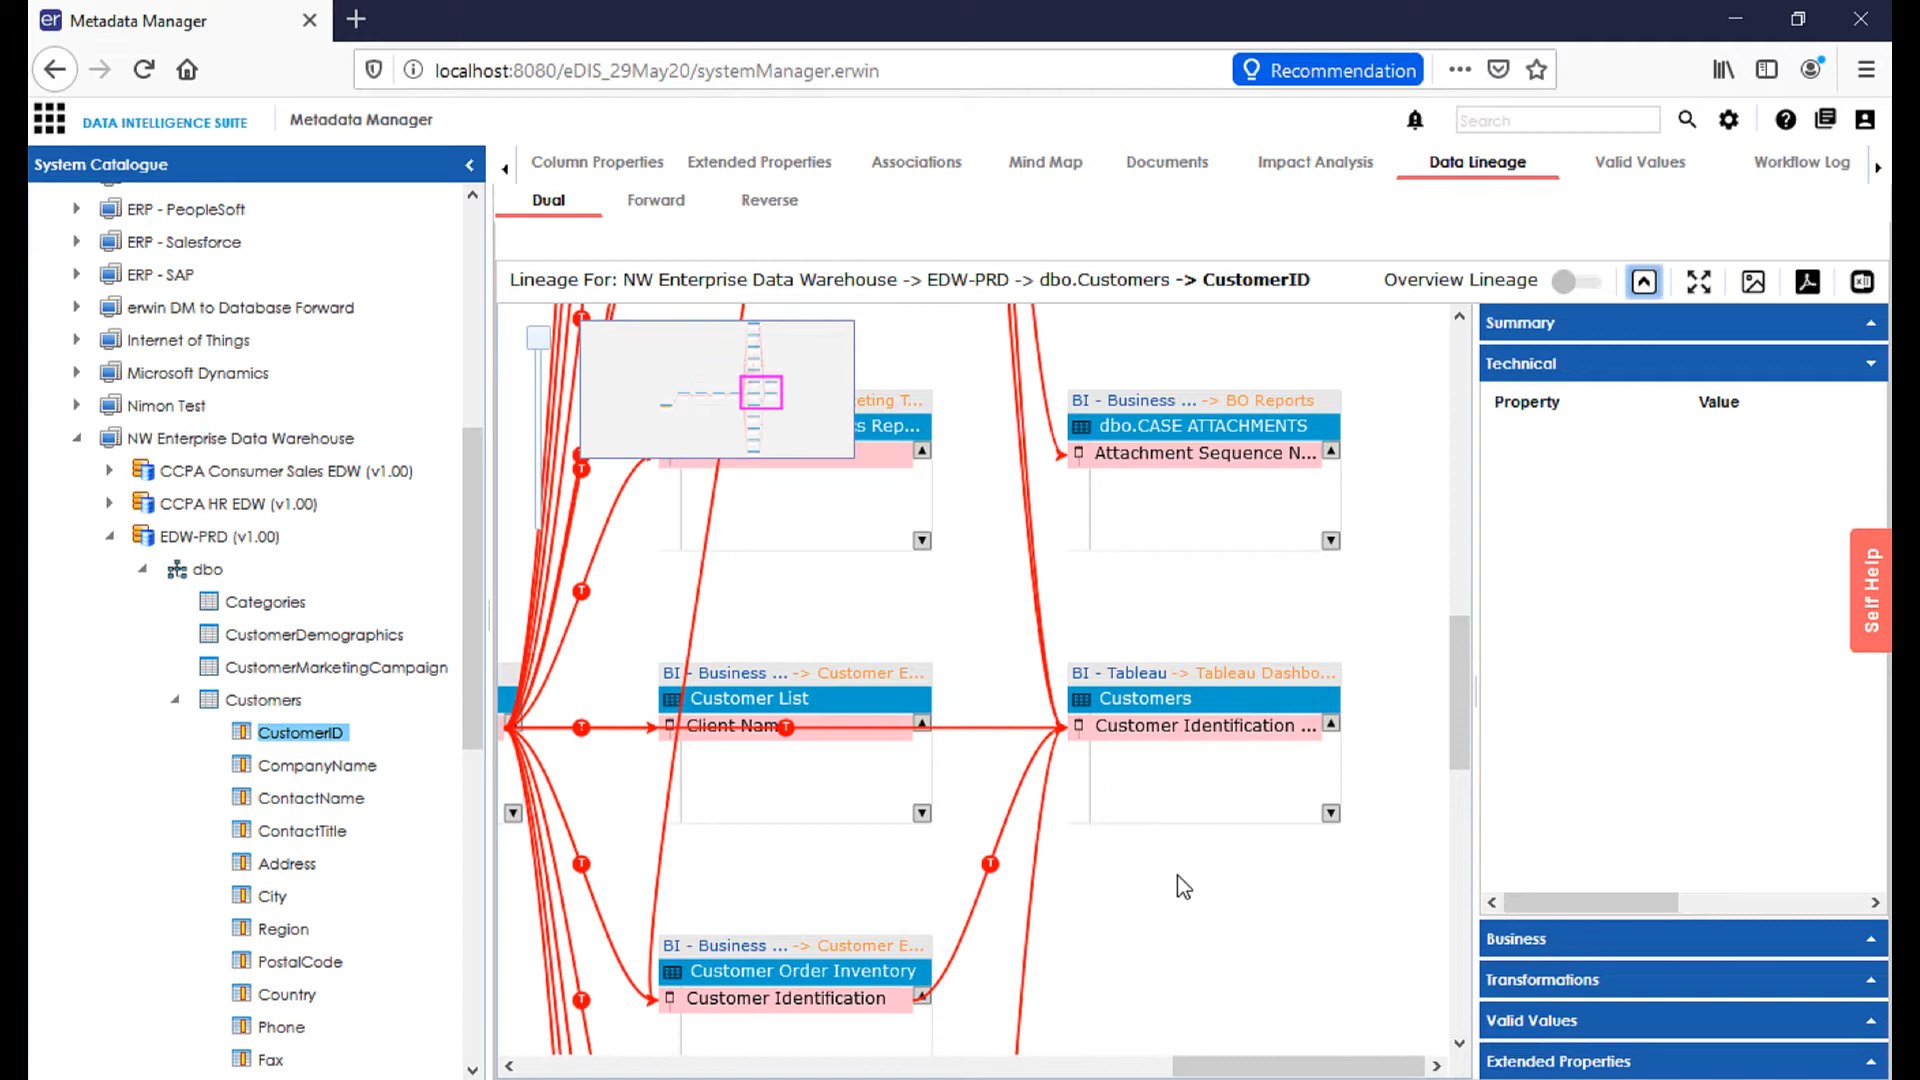 er Metadata Manager
localhost:8080/eDIS_29May20/systemManager.erwin
Recommendation
DATA INTELLIGENCE SUITE
Metadata Manager
Search
System Catalogue
ERP - PeopleSoft
ERP - Salesforce
ERP - SAP
erwin DM to Database Forward
Internet of Things
Microsoft Dynamics
Nimon Test
NW Enterprise Data Warehouse
CCPA Consumer Sales EDW (v1.00)
CCPA HR EDW (v1.00)
EDW-PRD (v1.00)
dbo
Categories
CustomerDemographics
CustomerMarketingCampaign
Customers
CustomerID
CompanyName
ContactName
ContactTitle
Address
City
Region
PostalCode
Country
Phone
Fax
Column Properties
Extended Properties
Associations
Mind Map
Documents
Impact Analysis
Data Lineage
Valid Values
Workflow Log
Dual
Forward
Reverse
Lineage For: NW Enterprise Data Warehouse -> EDW-PRD -> dbo.Customers -> CustomerID
Overview Lineage
eting T...
s Rep...
BI - Business ... -> BO Reports
dbo.CASE ATTACHMENTS
Attachment Sequence N...
BI - Business ... -> Customer E...
Customer List
Client Nam
BI - Tableau -> Tableau Dashbo...
Customers
Customer Identification ...
BI - Business ... -> Customer E...
Customer Order Inventory
Customer Identification
T
T
T
T
T
T
T
T
T
Summary
Technical
Property
Value
Business
Transformations
Valid Values
Extended Properties
Self Help